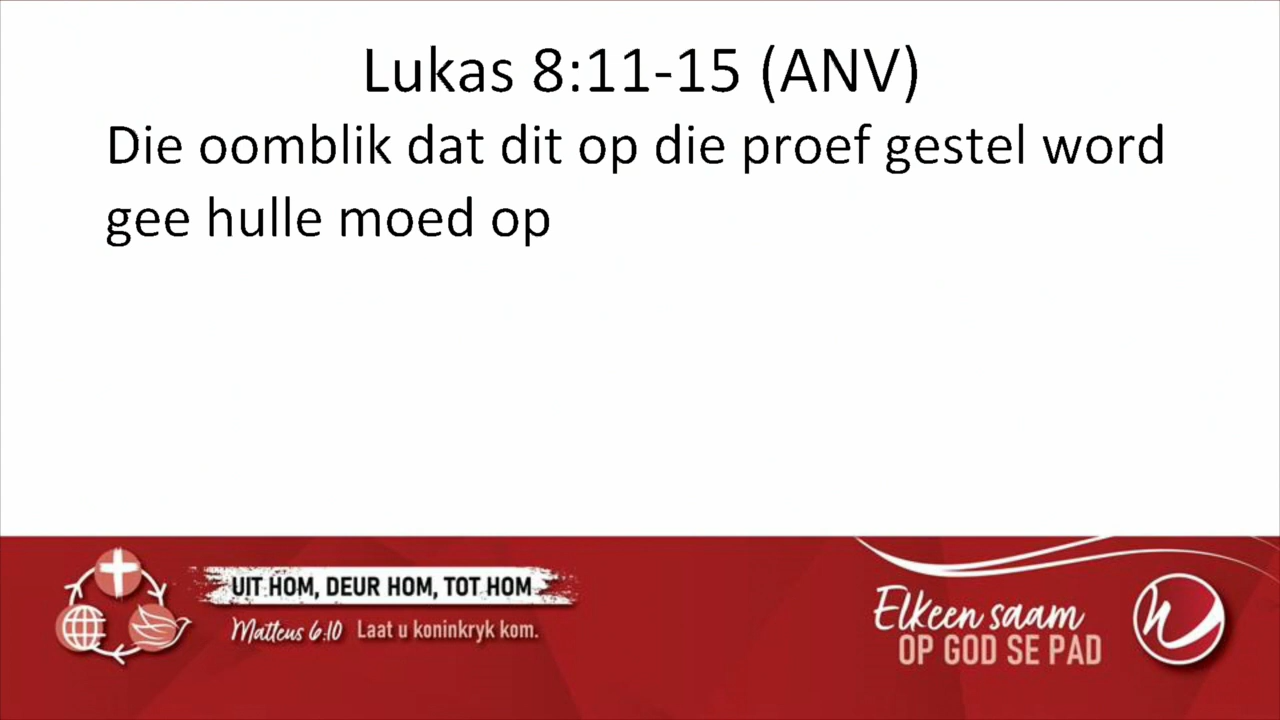 Lukas 8:11-15 (ANV)
Die oomblik dat dit op die proef gestel word
gee hulle moed op
UIT HOM, DEUR HOM, TOT HOM
Matteus 6:10 Laat u koninkryk kom.
Elkeen saam
OP GOD SE PAD